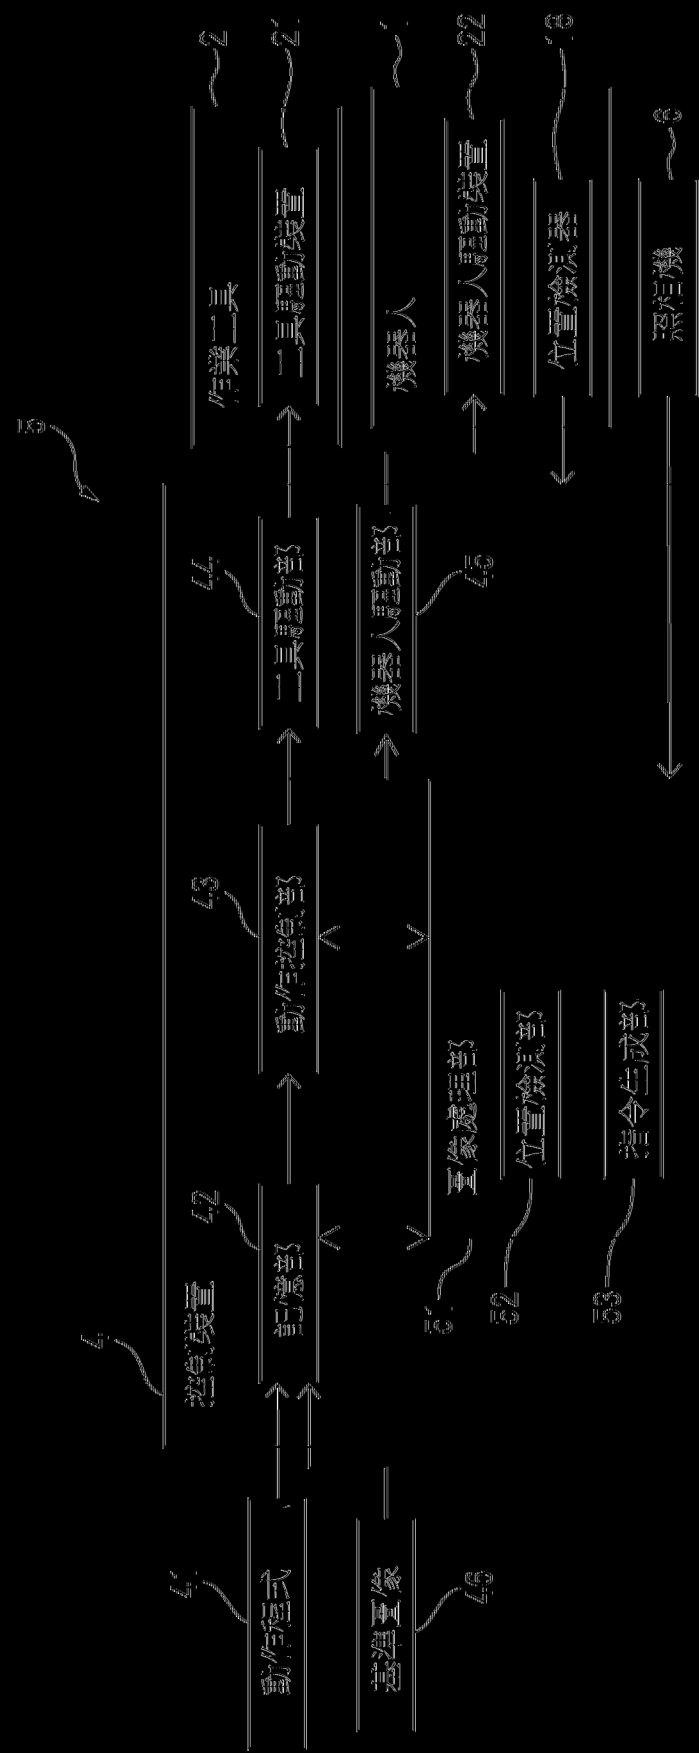 5
4
控制裝置
41
動作程式
42
記憶部
43
動作控制部
44
工具驅動部
2
作業工具
21
工具驅動裝置
46
基準畫像
45
機器人驅動部
1
機器人
22
機器人驅動裝置
51
畫像處理部
52
位置檢測部
53
指令生成部
18
位置檢測器
6
照相機